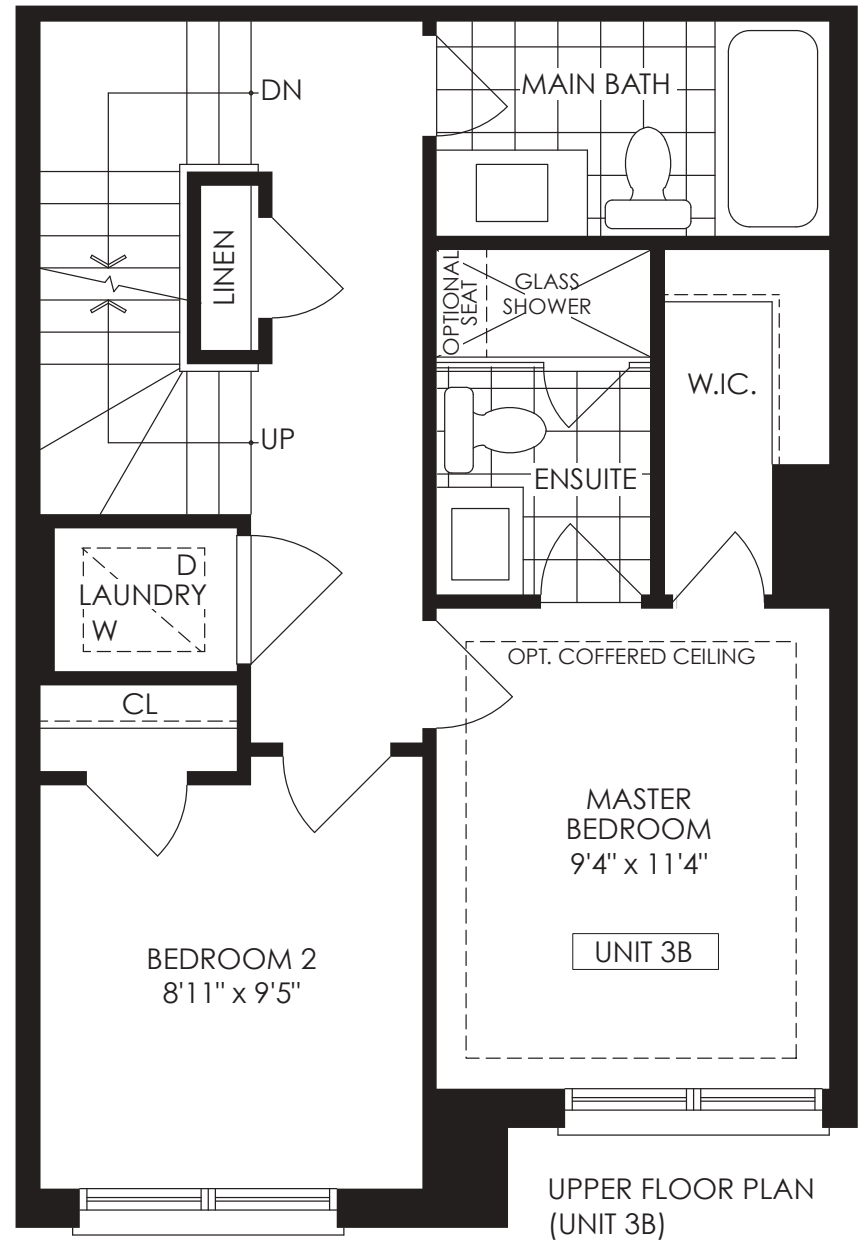 DN
MAIN BATH
LINEN
OPTIONAL
SEAT
GLASS
SHOWER
W.IC.
UP
ENSUITE
D
LAUNDRY
W
OPT. COFFERED CEILING
CL
MASTER
BEDROOM
9'4" x 11'4"
UNIT 3B
BEDROOM 2
8'11" x 9'5"
UPPER FLOOR PLAN
(UNIT 3B)